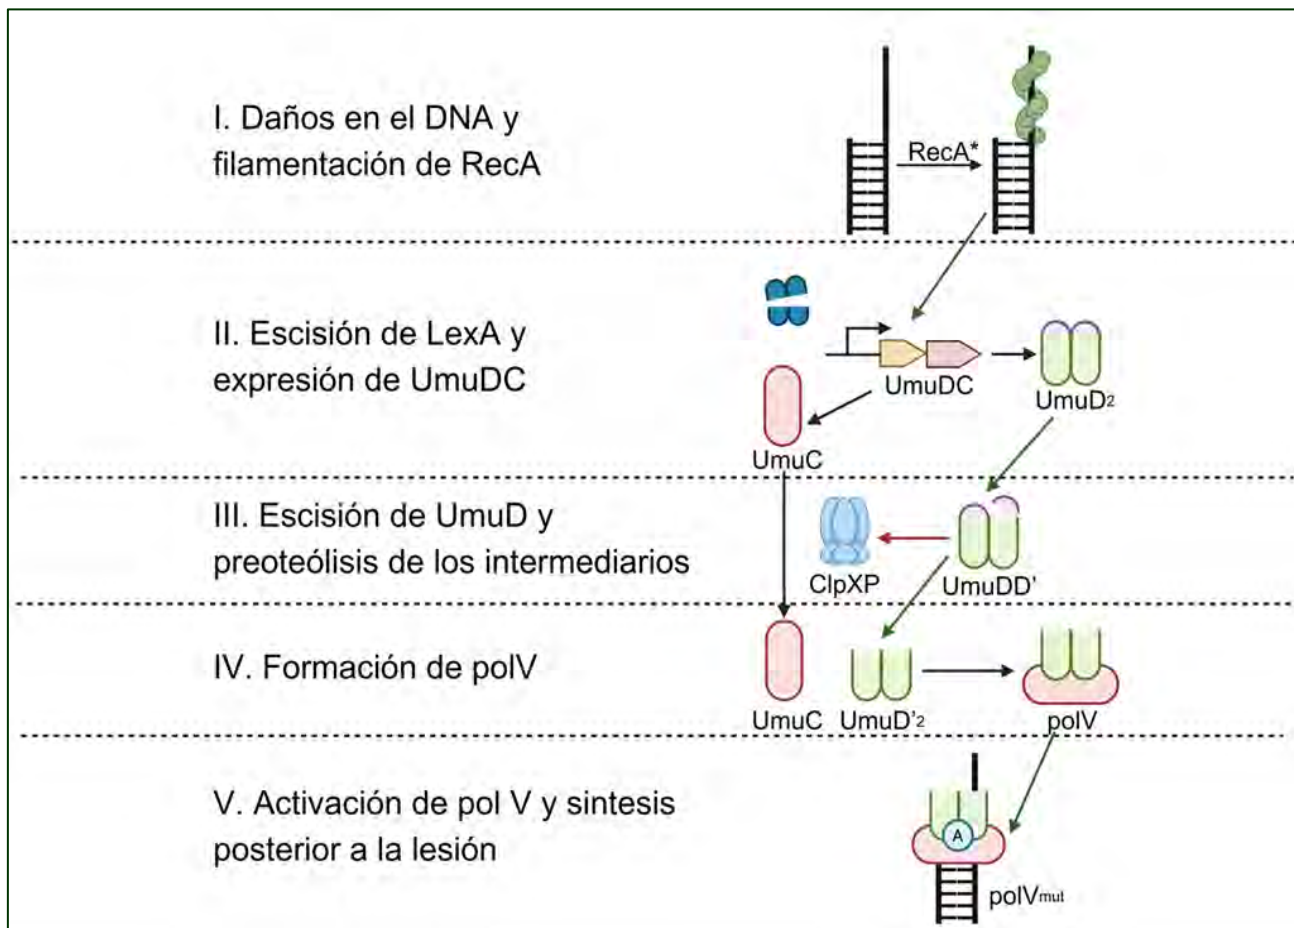 I. Daños en el DNA y
filamentación de RecA
RecA*
II. Escisión de LexA y
expresión de UmuDC
UmuDC
UmuD2
UmuC
III. Escisión de UmuD y
preoteólisis de los intermediarios
ClpXP
UmuDD'
IV. Formación de polV
UmuC
UmuD'2
polV
V. Activación de pol V y sintesis
posterior a la lesión
A
polVmut